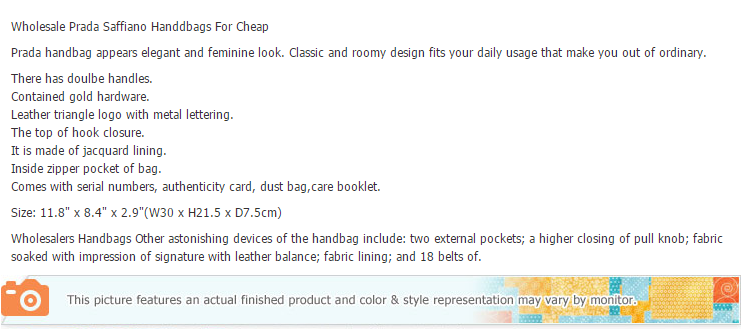 Wholesale Prada Saffiano Handdbags For Cheap
Prada handbag appears elegant and feminine look. Classic and roomy design fits your daily usage that make you out of ordinary.
There has doulbe handles.
Contained gold hardware.
Leather triangle logo with metal lettering.
The top of hook closure.
It is made of jacquard lining.
Inside zipper pocket of bag.
Comes with serial numbers, authenticity card, dust bag,care booklet.
Size: 11.8" x 8.4" x 2.9"(W30 x H21.5 x D7.5cm)
Wholesalers Handbags Other astonishing devices of the handbag include: two external pockets; a higher closing of pull knob; fabric
soaked with impression of signature with leather balance; fabric lining; and 18 belts of.
This picture features an actual finished product and color & style representation may vary by monitor.